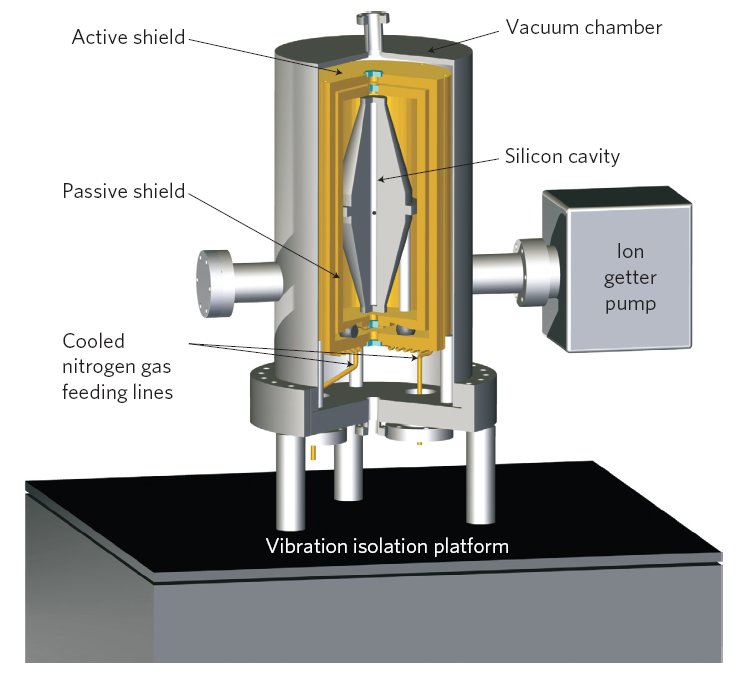 Active shield
Vacuum chamber
Silicon cavity
Passive shield
Ion
getter
pump
Cooled
nitrogen gas
feeding lines
Vibration isolation platform